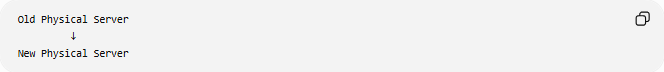 Old Physical Server
↓
New Physical Server